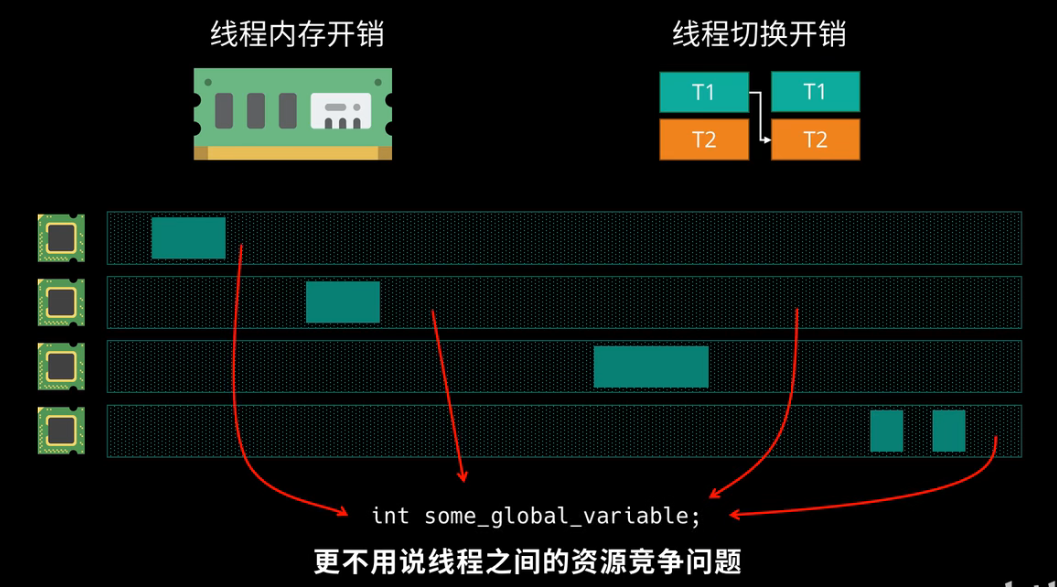 线程内存开销
线程切换开销
T1
T1
T2
T2
int some_global_variable;
更不用说线程之间的资源竞争问题